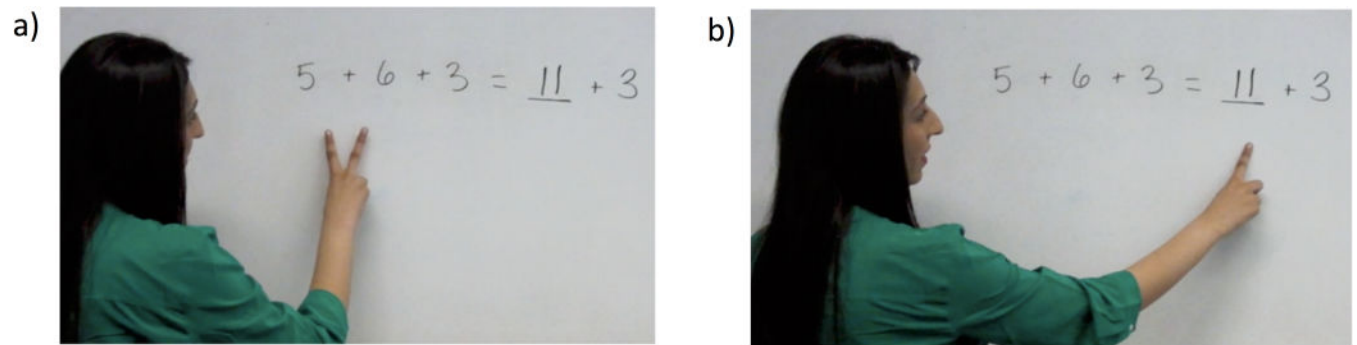 a)
5 + 6 + 3 = 11 + 3
b)
5 + 6 + 3 = 11 + 3